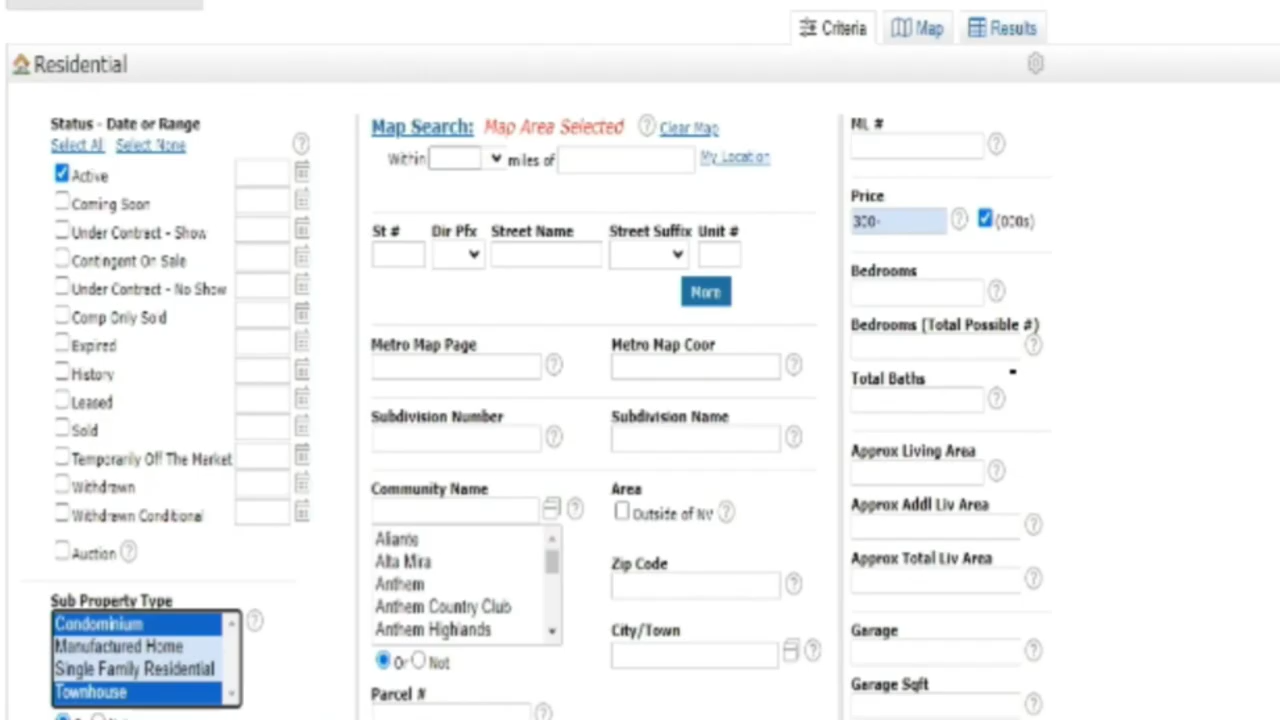 Criteria
Map
Results
Residential
Status - Date or Range
Select All Select None
Active
Coming Soon
Under Contract - Show
Contingent On Sale
Under Contract - No Show
Comp Only Sold
Expired
History
Leased
Sold
Temporarily Off The Market
Withdrawn
Withdrawn Conditional
Auction
Sub Property Type
Condominium
Manufactured Home
Single Family Residential
Townhouse
Map Search: Map Area Selected Clear Map
Within miles of My Location
St # Dir Pfx Street Name Street Suffix Unit #
More
Metro Map Page Metro Map Coor
Subdivision Number Subdivision Name
Community Name
Aliante
Alta Mira
Anthem
Anthem Country Club
Anthem Highlands
Or Not
Parcel #
Area
Outside of NV
Zip Code
City/Town
ML #
Price
300- (000s)
Bedrooms
Bedrooms (Total Possible #)
Total Baths
Approx Living Area
Approx Addl Liv Area
Approx Total Liv Area
Garage
Garage Sqft